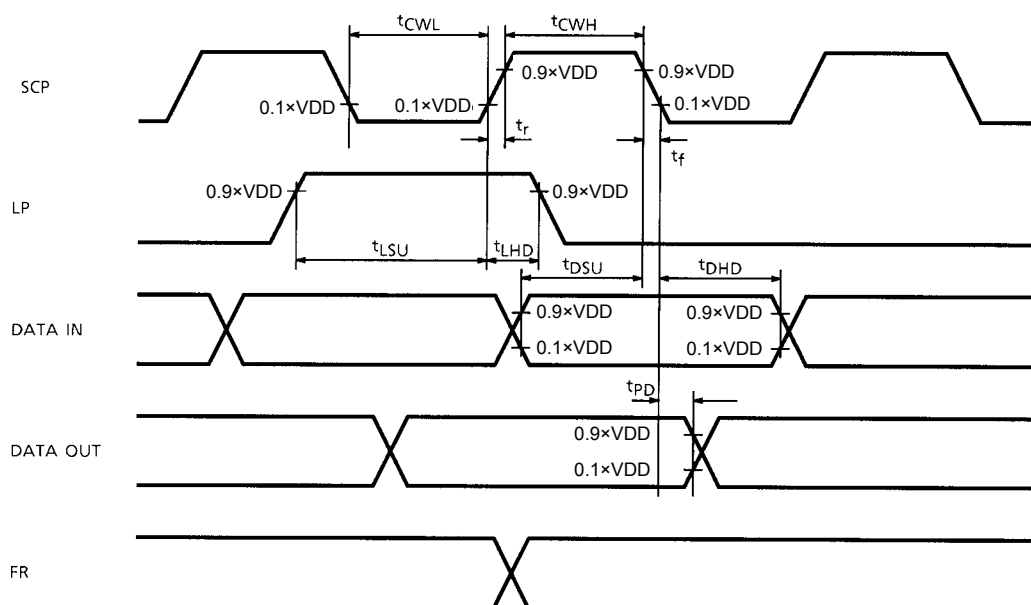 tCWL tCWH
SCP
0.9×VDD 0.9×VDD
0.1×VDD 0.1×VDD 0.1×VDD
tr tf
LP
0.9×VDD 0.9×VDD
tLSU tLHD tDSU tDHD
DATA IN
0.9×VDD 0.9×VDD
0.1×VDD 0.1×VDD
tPD
DATA OUT
0.9×VDD
0.1×VDD
FR